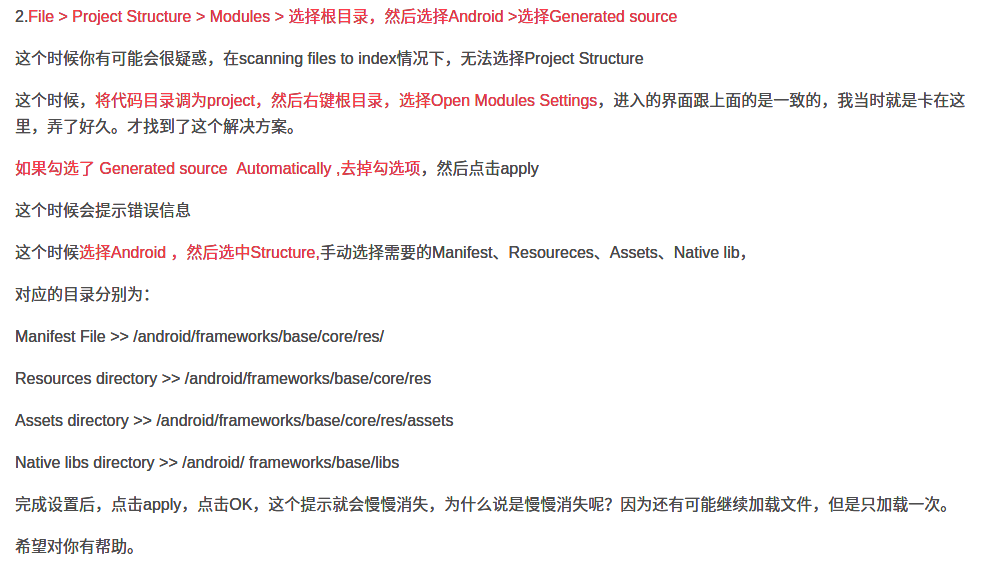 2.File > Project Structure > Modules > 选择根目录，然后选择Android >选择Generated source
这个时候你有可能会很疑惑，在scanning files to index情况下，无法选择Project Structure
这个时候，将代码目录调为project，然后右键根目录，选择Open Modules Settings，进入的界面跟上面的是一致的，我当时就是卡在这
里，弄了好久。才找到了这个解决方案。
如果勾选了 Generated source  Automatically ,去掉勾选项，然后点击apply
这个时候会提示错误信息
这个时候选择Android ，然后选中Structure,手动选择需要的Manifest、Resoureces、Assets、Native lib，
对应的目录分别为：
Manifest File >> /android/frameworks/base/core/res/
Resources directory >> /android/frameworks/base/core/res
Assets directory >> /android/frameworks/base/core/res/assets
Native libs directory >> /android/ frameworks/base/libs
完成设置后，点击apply，点击OK，这个提示就会慢慢消失，为什么说是慢慢消失呢？因为还有可能继续加载文件，但是只加载一次。
希望对你有帮助。